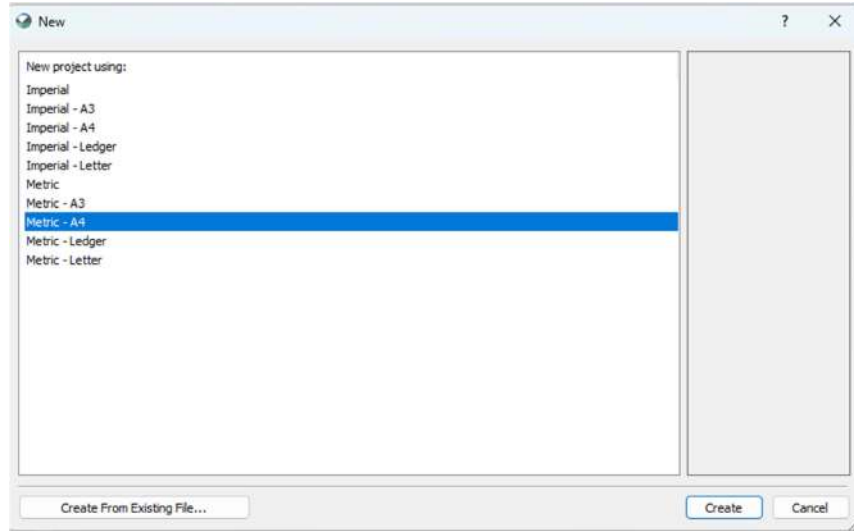 New
?
New project using:
Imperial
Imperial - A3
Imperial - A4
Imperial - Ledger
Imperial - Letter
Metric
Metric - A3
Metric - A4
Metric - Ledger
Metric - Letter
Create From Existing File...
Create
Cancel